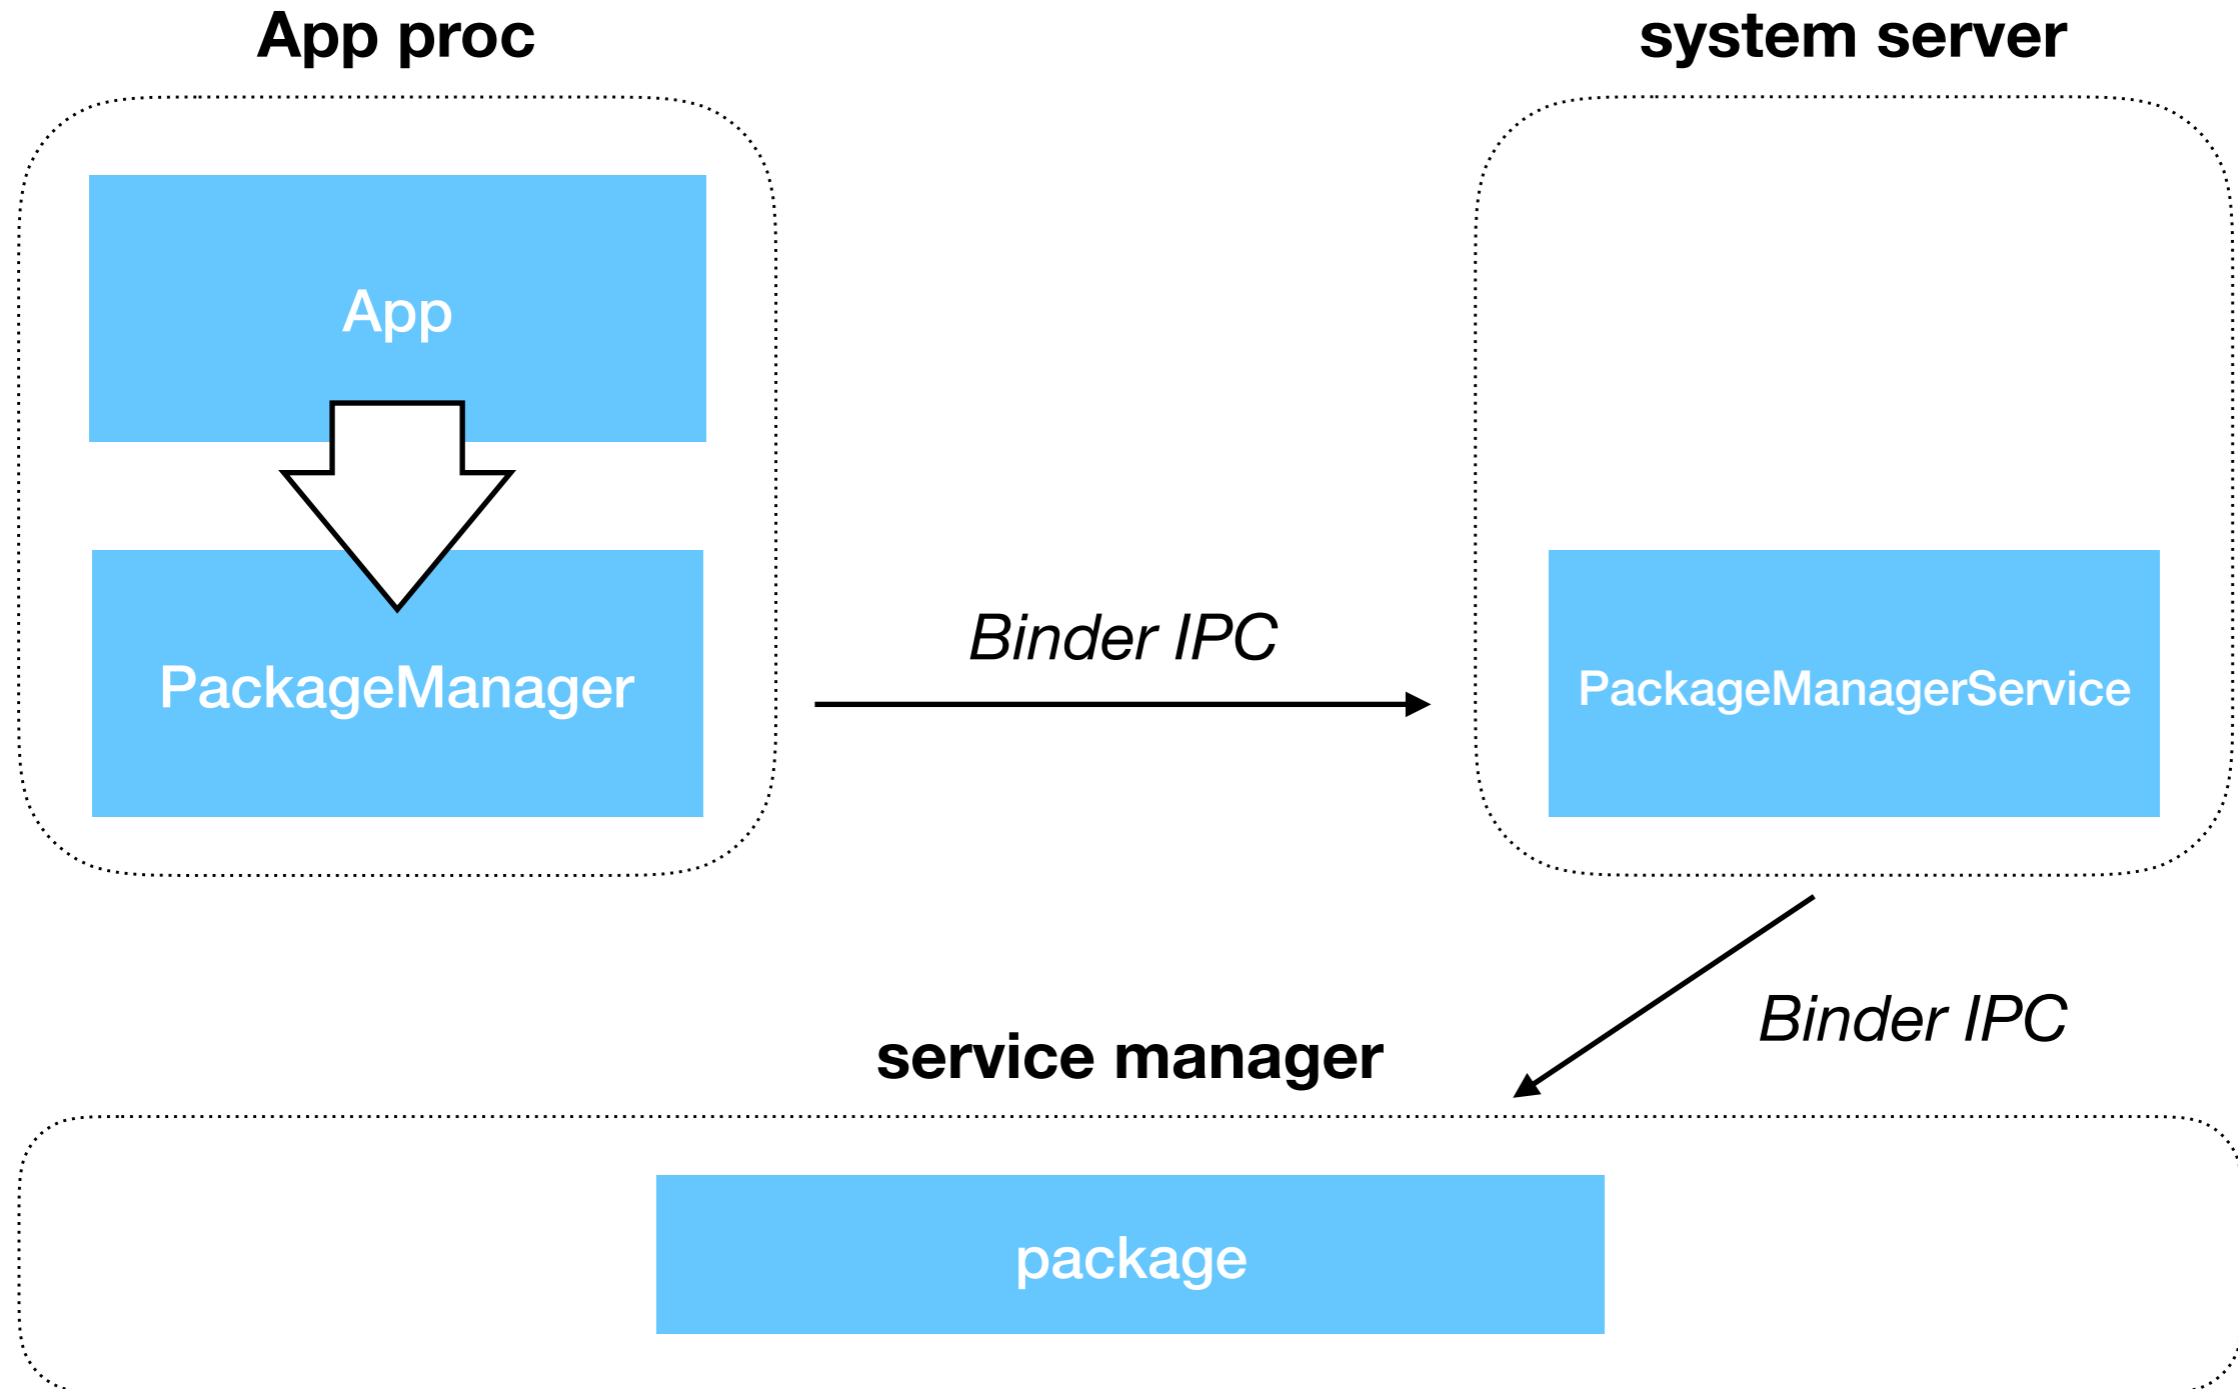 App proc
system server
App
PackageManager
Binder IPC
PackageManagerService
Binder IPC
service manager
package